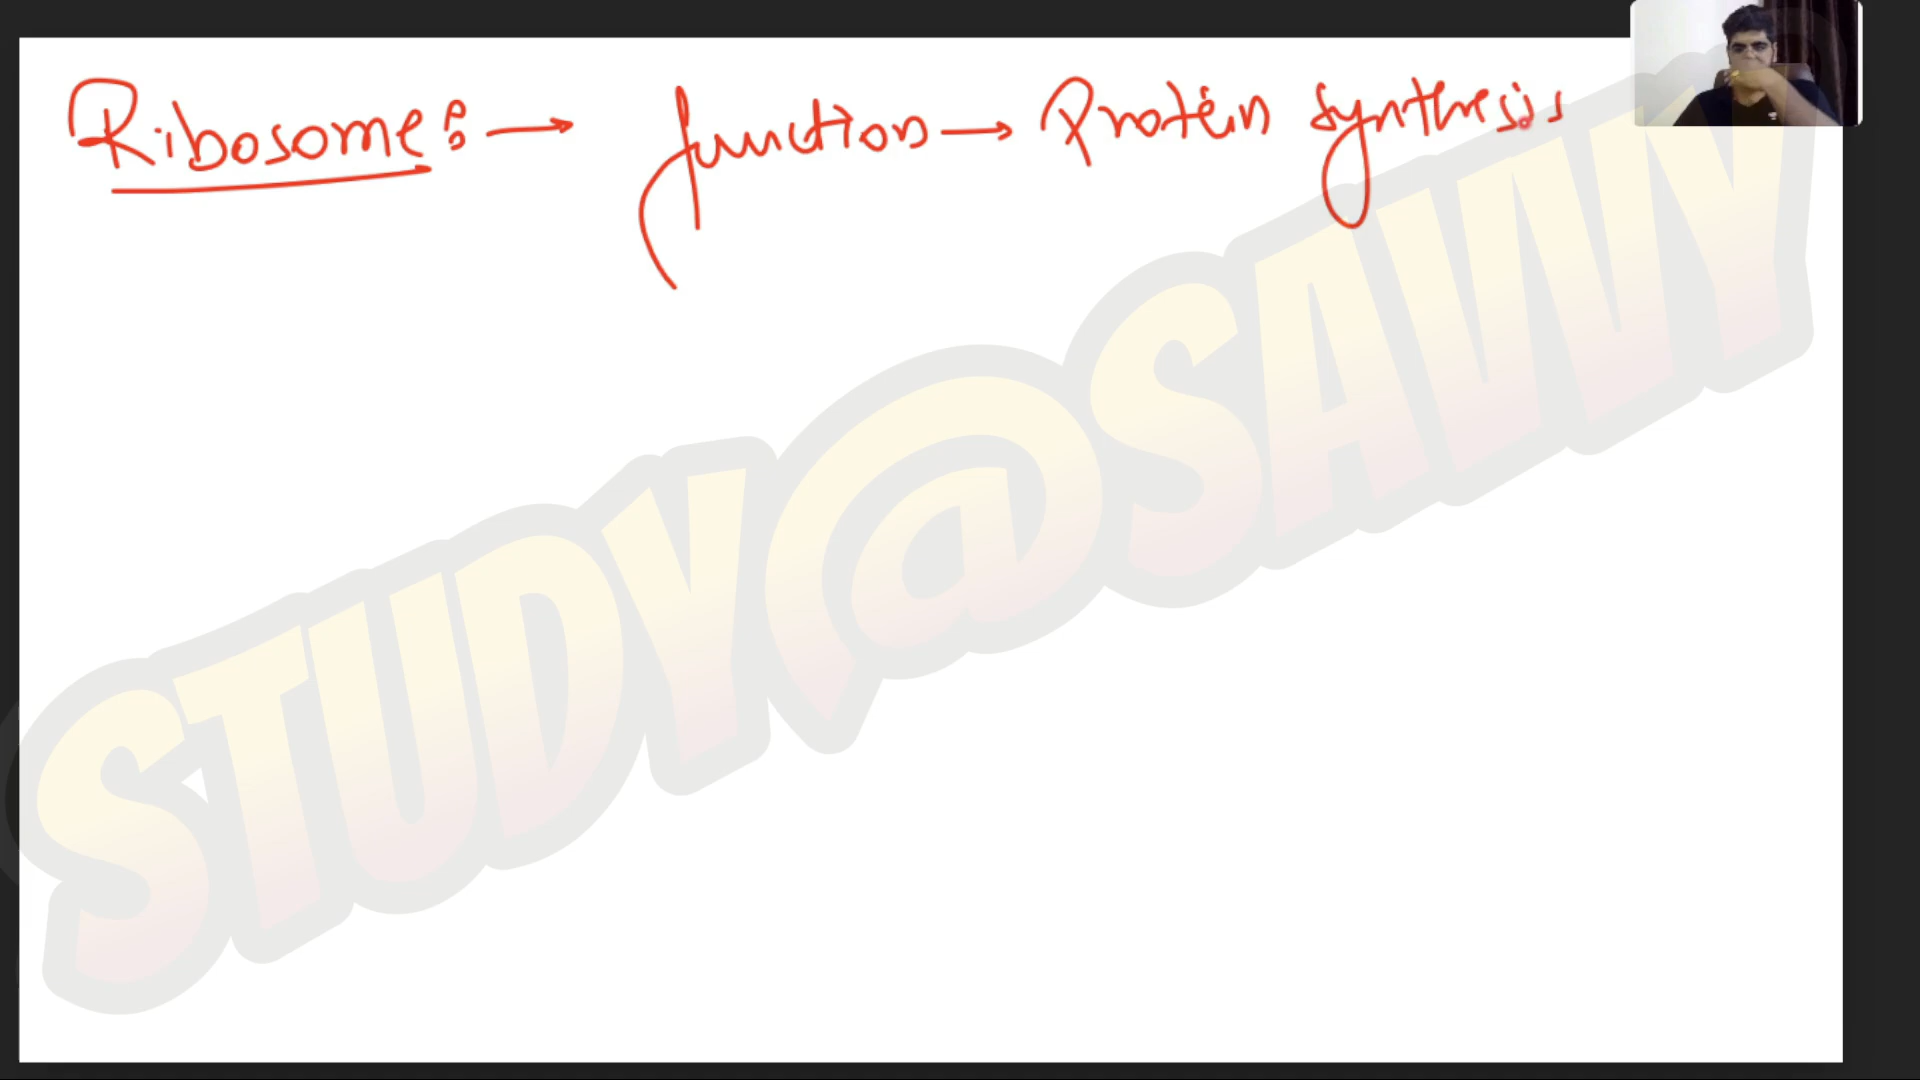 Ribosome: → function → Protein synthesis
STUDY@SAVVY